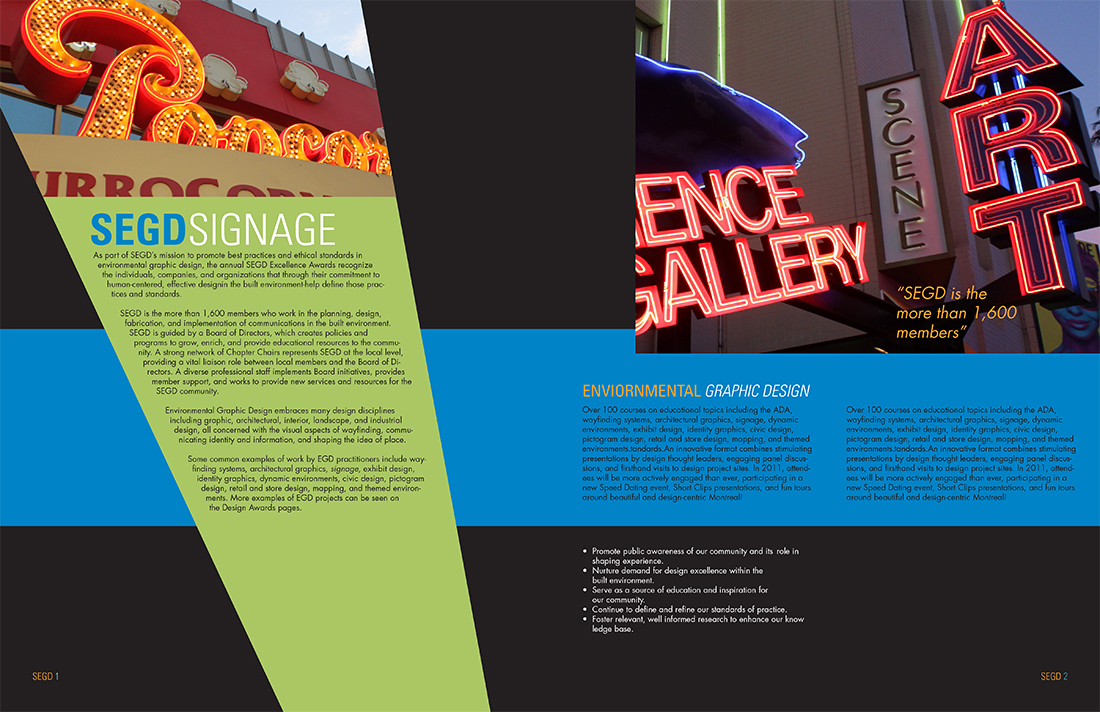 Popcor
URROCORN
SEGDSIGNAGE
As part of SEGD's mission to promote best practices and ethical standards in
environmental graphic design, the annual SEGD Excellence Awards recognize
the individuals, companies, and organizations that through their commitment to
human-centered, effective designin the built environment-help define those prac-
tices and standards.
SEGD is the more than 1,600 members who work in the planning, design,
fabrication, and implementation of communications in the built environment.
SEGD is guided by a Board of Directors, which creates policies and
programs to grow, enrich, and provide educational resources to the commu-
nity. A strong network of Chapter Chairs represents SEGD at the local level,
providing a vital liaison role between local members and the Board of Di-
rectors. A diverse professional staff implements Board initiatives, provides
member support, and works to provide new services and resources for the
SEGD community.
Environmental Graphic Design embraces many design disciplines
including graphic, architectural, interior, landscape, and industrial
design, all concerned with the visual aspects of wayfinding, commu-
nicating identity and information, and shaping the idea of place.
Some common examples of work by EGD practitioners include way-
finding systems, architectural graphics, signage, exhibit design,
identity graphics, dynamic environments, civic design, pictogram
design, retail and store design, mapping, and themed environ-
ments. More examples of EGD projects can be seen on
the Design Awards pages.
SEGD 1
ENCE
GALLERY
SCENE
ART
"SEGD is the
more than 1,600
members"
ENVIORNMENTAL GRAPHIC DESIGN
Over 100 courses on educational topics including the ADA,
wayfinding systems, architectural graphics, signage, dynamic
environments, exhibit design, identity graphics, civic design,
pictogram design, retail and store design, mapping, and themed
environments.tandards.An innovative format combines stimulating
presentations by design thought leaders, engaging panel discus-
sions, and firsthand visits to design project sites. In 2011, attend-
ees will be more actively engaged than ever, participating in a
new Speed Dating event, Short Clips presentations, and fun tours
around beautiful and design-centric Montreal!
Over 100 courses on educational topics including the ADA,
wayfinding systems, architectural graphics, signage, dynamic
environments, exhibit design, identity graphics, civic design,
pictogram design, retail and store design, mapping, and themed
environments.tandards.An innovative format combines stimulating
presentations by design thought leaders, engaging panel discus-
sions, and firsthand visits to design project sites. In 2011, attend-
ees will be more actively engaged than ever, participating in a
new Speed Dating event, Short Clips presentations, and fun tours
around beautiful and design-centric Montreal!
• Promote public awareness of our community and its role in
shaping experience.
• Nurture demand for design excellence within the
built environment.
• Serve as a source of education and inspiration for
our community.
• Continue to define and refine our standards of practice.
• Foster relevant, well informed research to enhance our know
ledge base.
SEGD 2